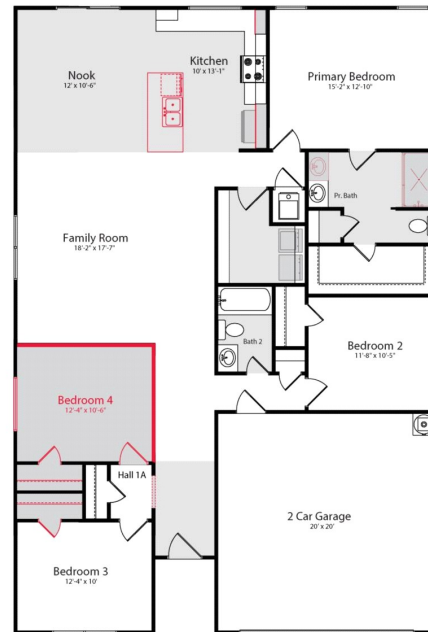 Nook
12' x 10'-6"
Kitchen
10' x 13'-1"
Primary Bedroom
15'-2" x 12'-10"
Pr. Bath
Family Room
18'-2" x 17'-7"
Bath 2
Bedroom 2
11'-8" x 10'-5"
Bedroom 4
12'-4" x 10'-6"
Hall 1A
2 Car Garage
20' x 20'
Bedroom 3
12'-4" x 10'